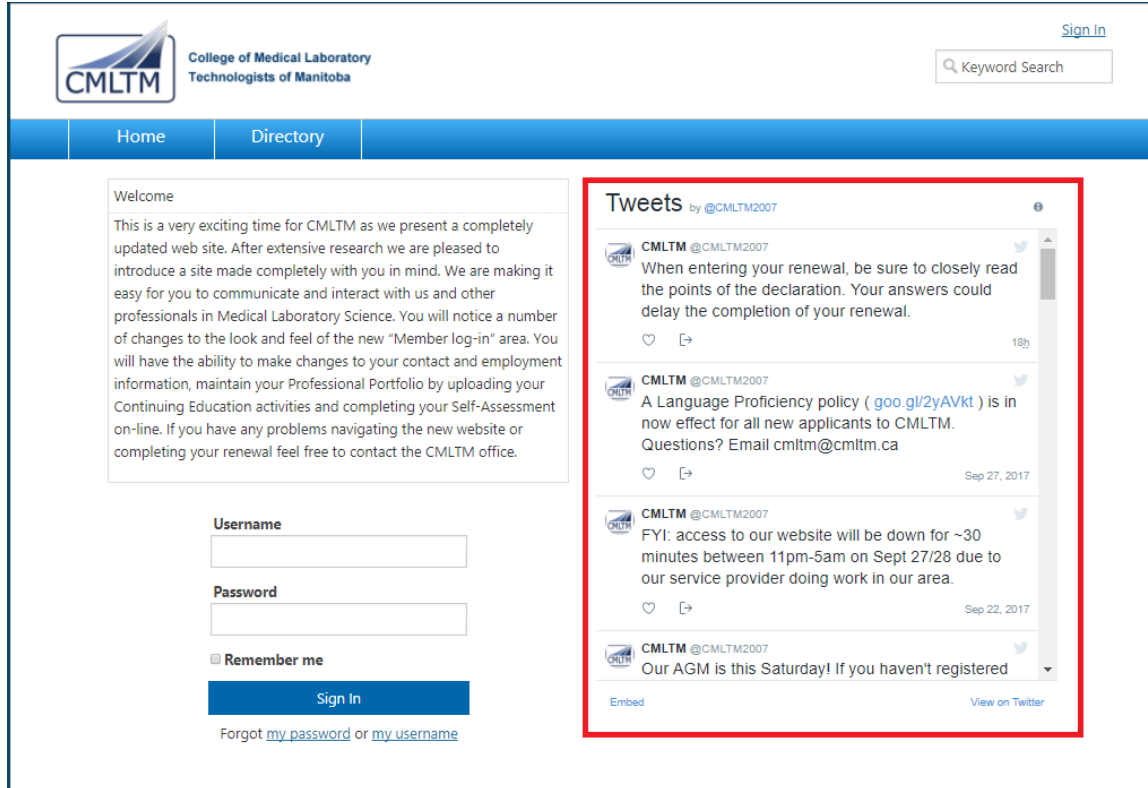 CMLTM
College of Medical Laboratory
Technologists of Manitoba
Sign In
Keyword Search
Home
Directory
Welcome
This is a very exciting time for CMLTM as we present a completely
updated web site. After extensive research we are pleased to
introduce a site made completely with you in mind. We are making it
easy for you to communicate and interact with us and other
professionals in Medical Laboratory Science. You will notice a number
of changes to the look and feel of the new “Member log-in” area. You
will have the ability to make changes to your contact and employment
information, maintain your Professional Portfolio by uploading your
Continuing Education activities and completing your Self-Assessment
on-line. If you have any problems navigating the new website or
completing your renewal feel free to contact the CMLTM office.
Username
Password
Remember me
Sign In
Forgot my password or my username
Tweets by @CMLTM2007
CMLTM @CMLTM2007
When entering your renewal, be sure to closely read
the points of the declaration. Your answers could
delay the completion of your renewal.
18h
CMLTM @CMLTM2007
A Language Proficiency policy ( goo.gl/2yAVkt ) is in
now effect for all new applicants to CMLTM.
Questions? Email cmltm@cmltm.ca
Sep 27, 2017
CMLTM @CMLTM2007
FYI: access to our website will be down for ~30
minutes between 11pm-5am on Sept 27/28 due to
our service provider doing work in our area.
Sep 22, 2017
CMLTM @CMLTM2007
Our AGM is this Saturday! If you haven't registered
Embed
View on Twitter